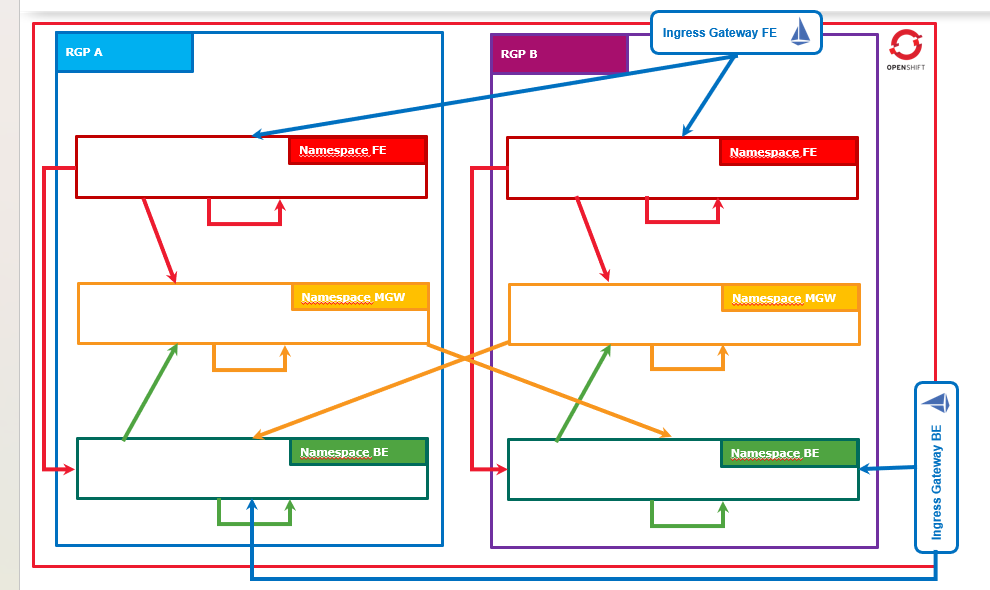 Ingress Gateway FE
RGP A
RGP B
OPENSHIFT
Namespace FE
Namespace FE
Namespace MGW
Namespace MGW
Namespace BE
Namespace BE
Ingress Gateway BE